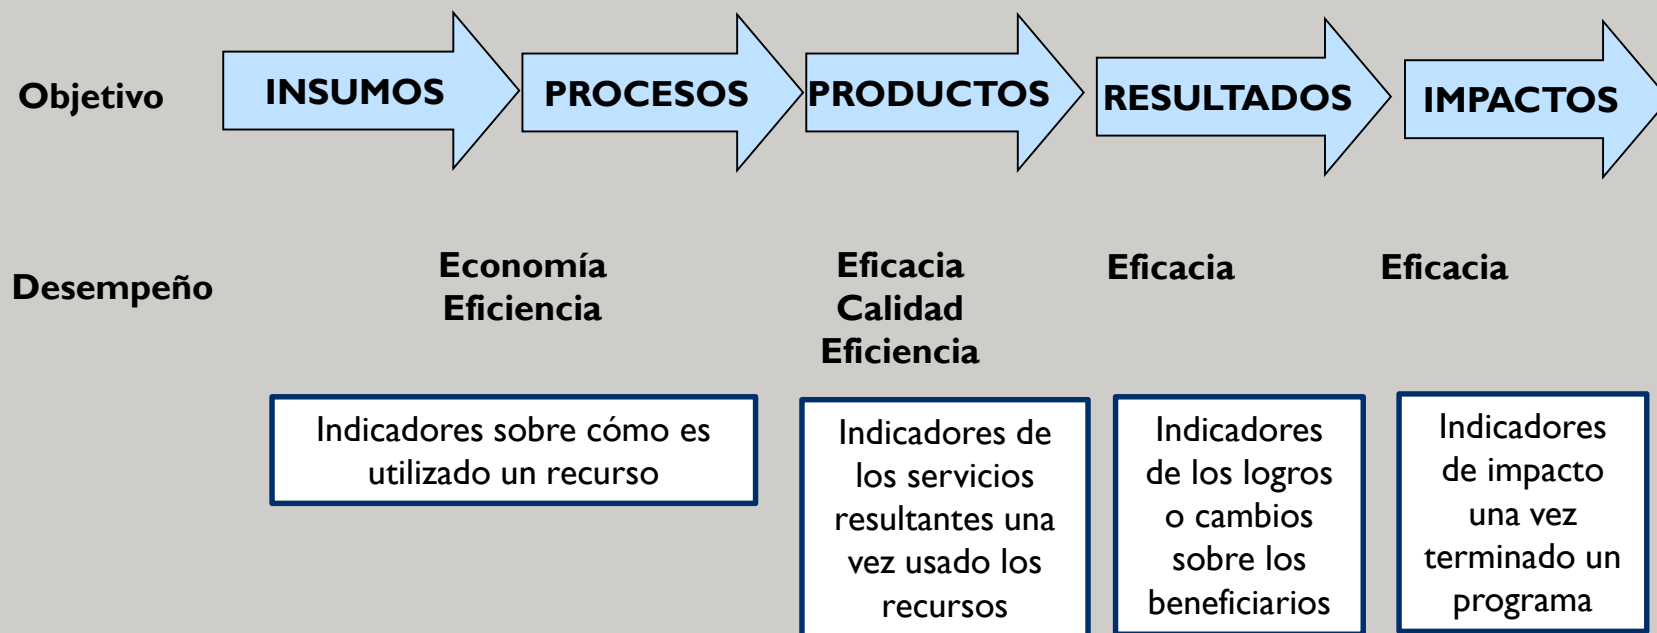 Objetivo
INSUMOS
PROCESOS
PRODUCTOS
RESULTADOS
IMPACTOS
Desempeño
Economía
Eficiencia
Eficacia
Calidad
Eficiencia
Eficacia
Eficacia
Indicadores sobre cómo es
utilizado un recurso
Indicadores de
los servicios
resultantes una
vez usado los
recursos
Indicadores
de los logros
o cambios
sobre los
beneficiarios
Indicadores
de impacto
una vez
terminado un
programa